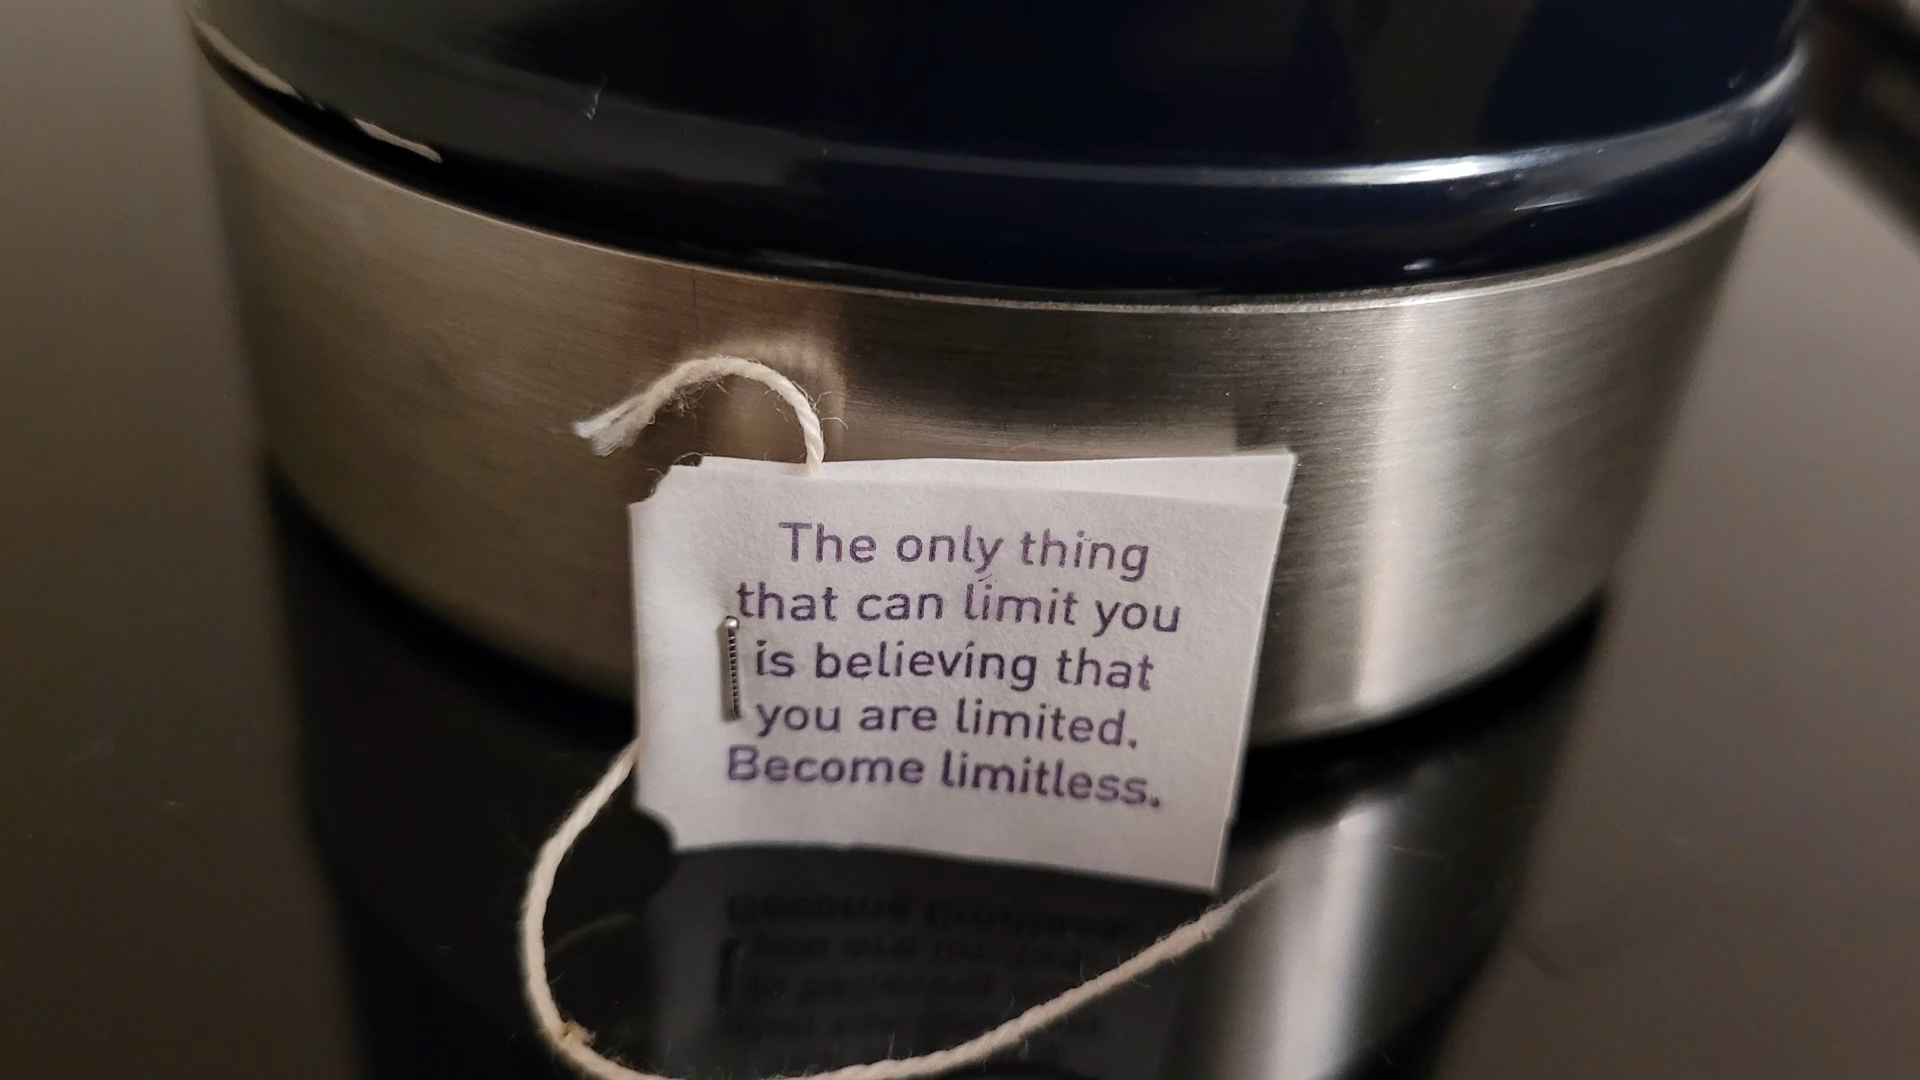 The only thing
that can limit you
is believing that
you are limited.
Become limitless.